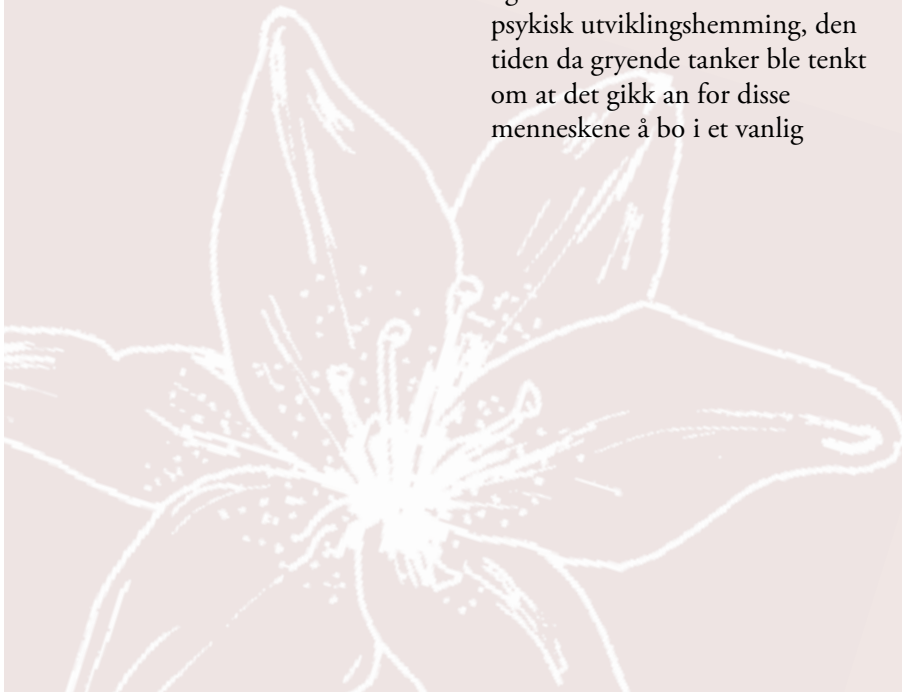 psykisk utviklingshemming, den
tiden da gryende tanker ble tenkt
om at det gikk an for disse
menneskene å bo i et vanlig